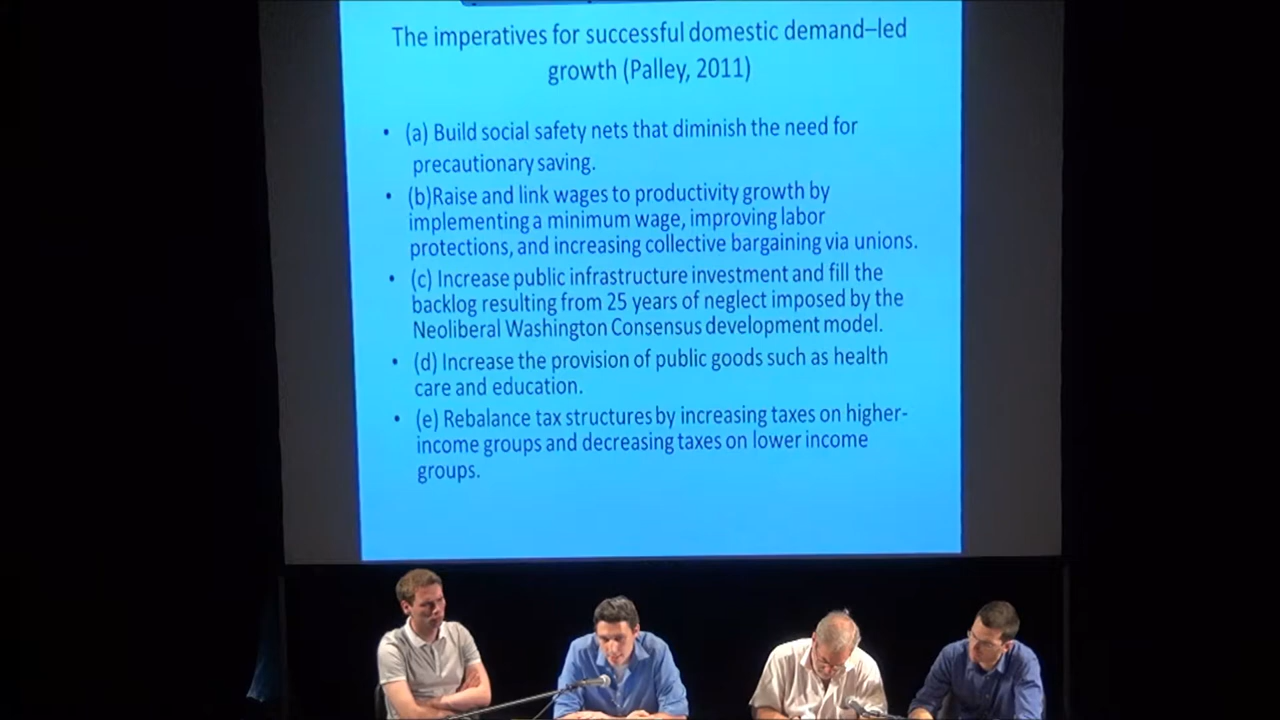 The imperatives for successful domestic demand–led
growth (Palley, 2011)
• (a) Build social safety nets that diminish the need for
precautionary saving.
• (b)Raise and link wages to productivity growth by
implementing a minimum wage, improving labor
protections, and increasing collective bargaining via unions.
• (c) Increase public infrastructure investment and fill the
backlog resulting from 25 years of neglect imposed by the
Neoliberal Washington Consensus development model.
• (d) Increase the provision of public goods such as health
care and education.
• (e) Rebalance tax structures by increasing taxes on higher-
income groups and decreasing taxes on lower income
groups.